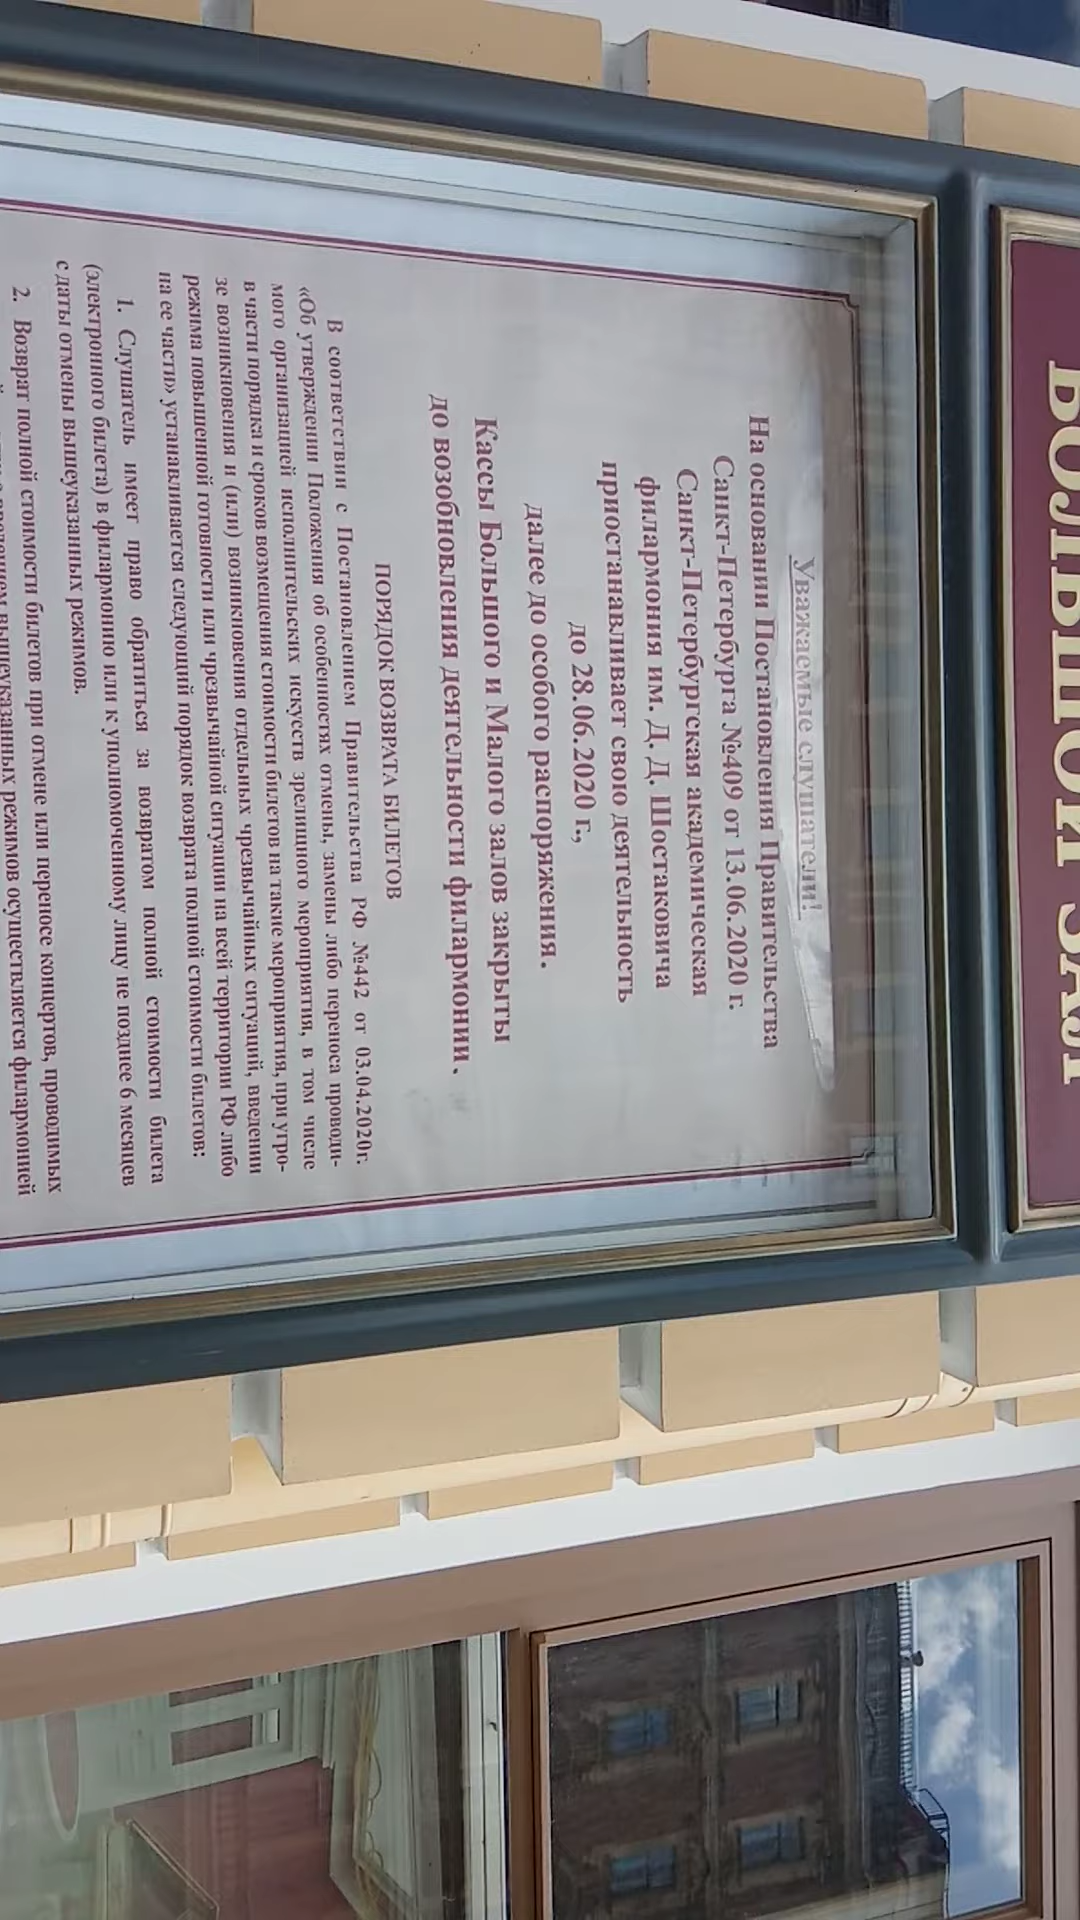 БОЛЬШОЙ ЗАЛ
Уважаемые слушатели!
На основании Постановления Правительства
Санкт-Петербурга №409 от 13.06.2020 г.
Санкт-Петербургская академическая
филармония им. Д. Д. Шостаковича
приостанавливает свою деятельность
до 28.06.2020 г.,
далее до особого распоряжения.
Кассы Большого и Малого залов закрыты
до возобновления деятельности филармонии.
ПОРЯДОК ВОЗВРАТА БИЛЕТОВ
В соответствии с Постановлением Правительства РФ №442 от 03.04.2020г.
«Об утверждении Положения об особенностях отмены, замены либо переноса проводи-
мого организацией исполнительских искусств зрелищного мероприятия, в том числе
в части порядка и сроков возмещения стоимости билетов на такие мероприятия, при угро-
зе возникновения и (или) возникновения отдельных чрезвычайных ситуаций, введении
режима повышенной готовности или чрезвычайной ситуации на всей территории РФ либо
на ее части» устанавливается следующий порядок возврата полной стоимости билетов:
1. Слушатель имеет право обратиться за возвратом полной стоимости билета
(электронного билета) в филармонию или к уполномоченному лицу не позднее 6 месяцев
с даты отмены вышеуказанных режимов.
2. Возврат полной стоимости билетов при отмене или переносе концертов, проводимых
вышеуказанных режимов осуществляется филармонией